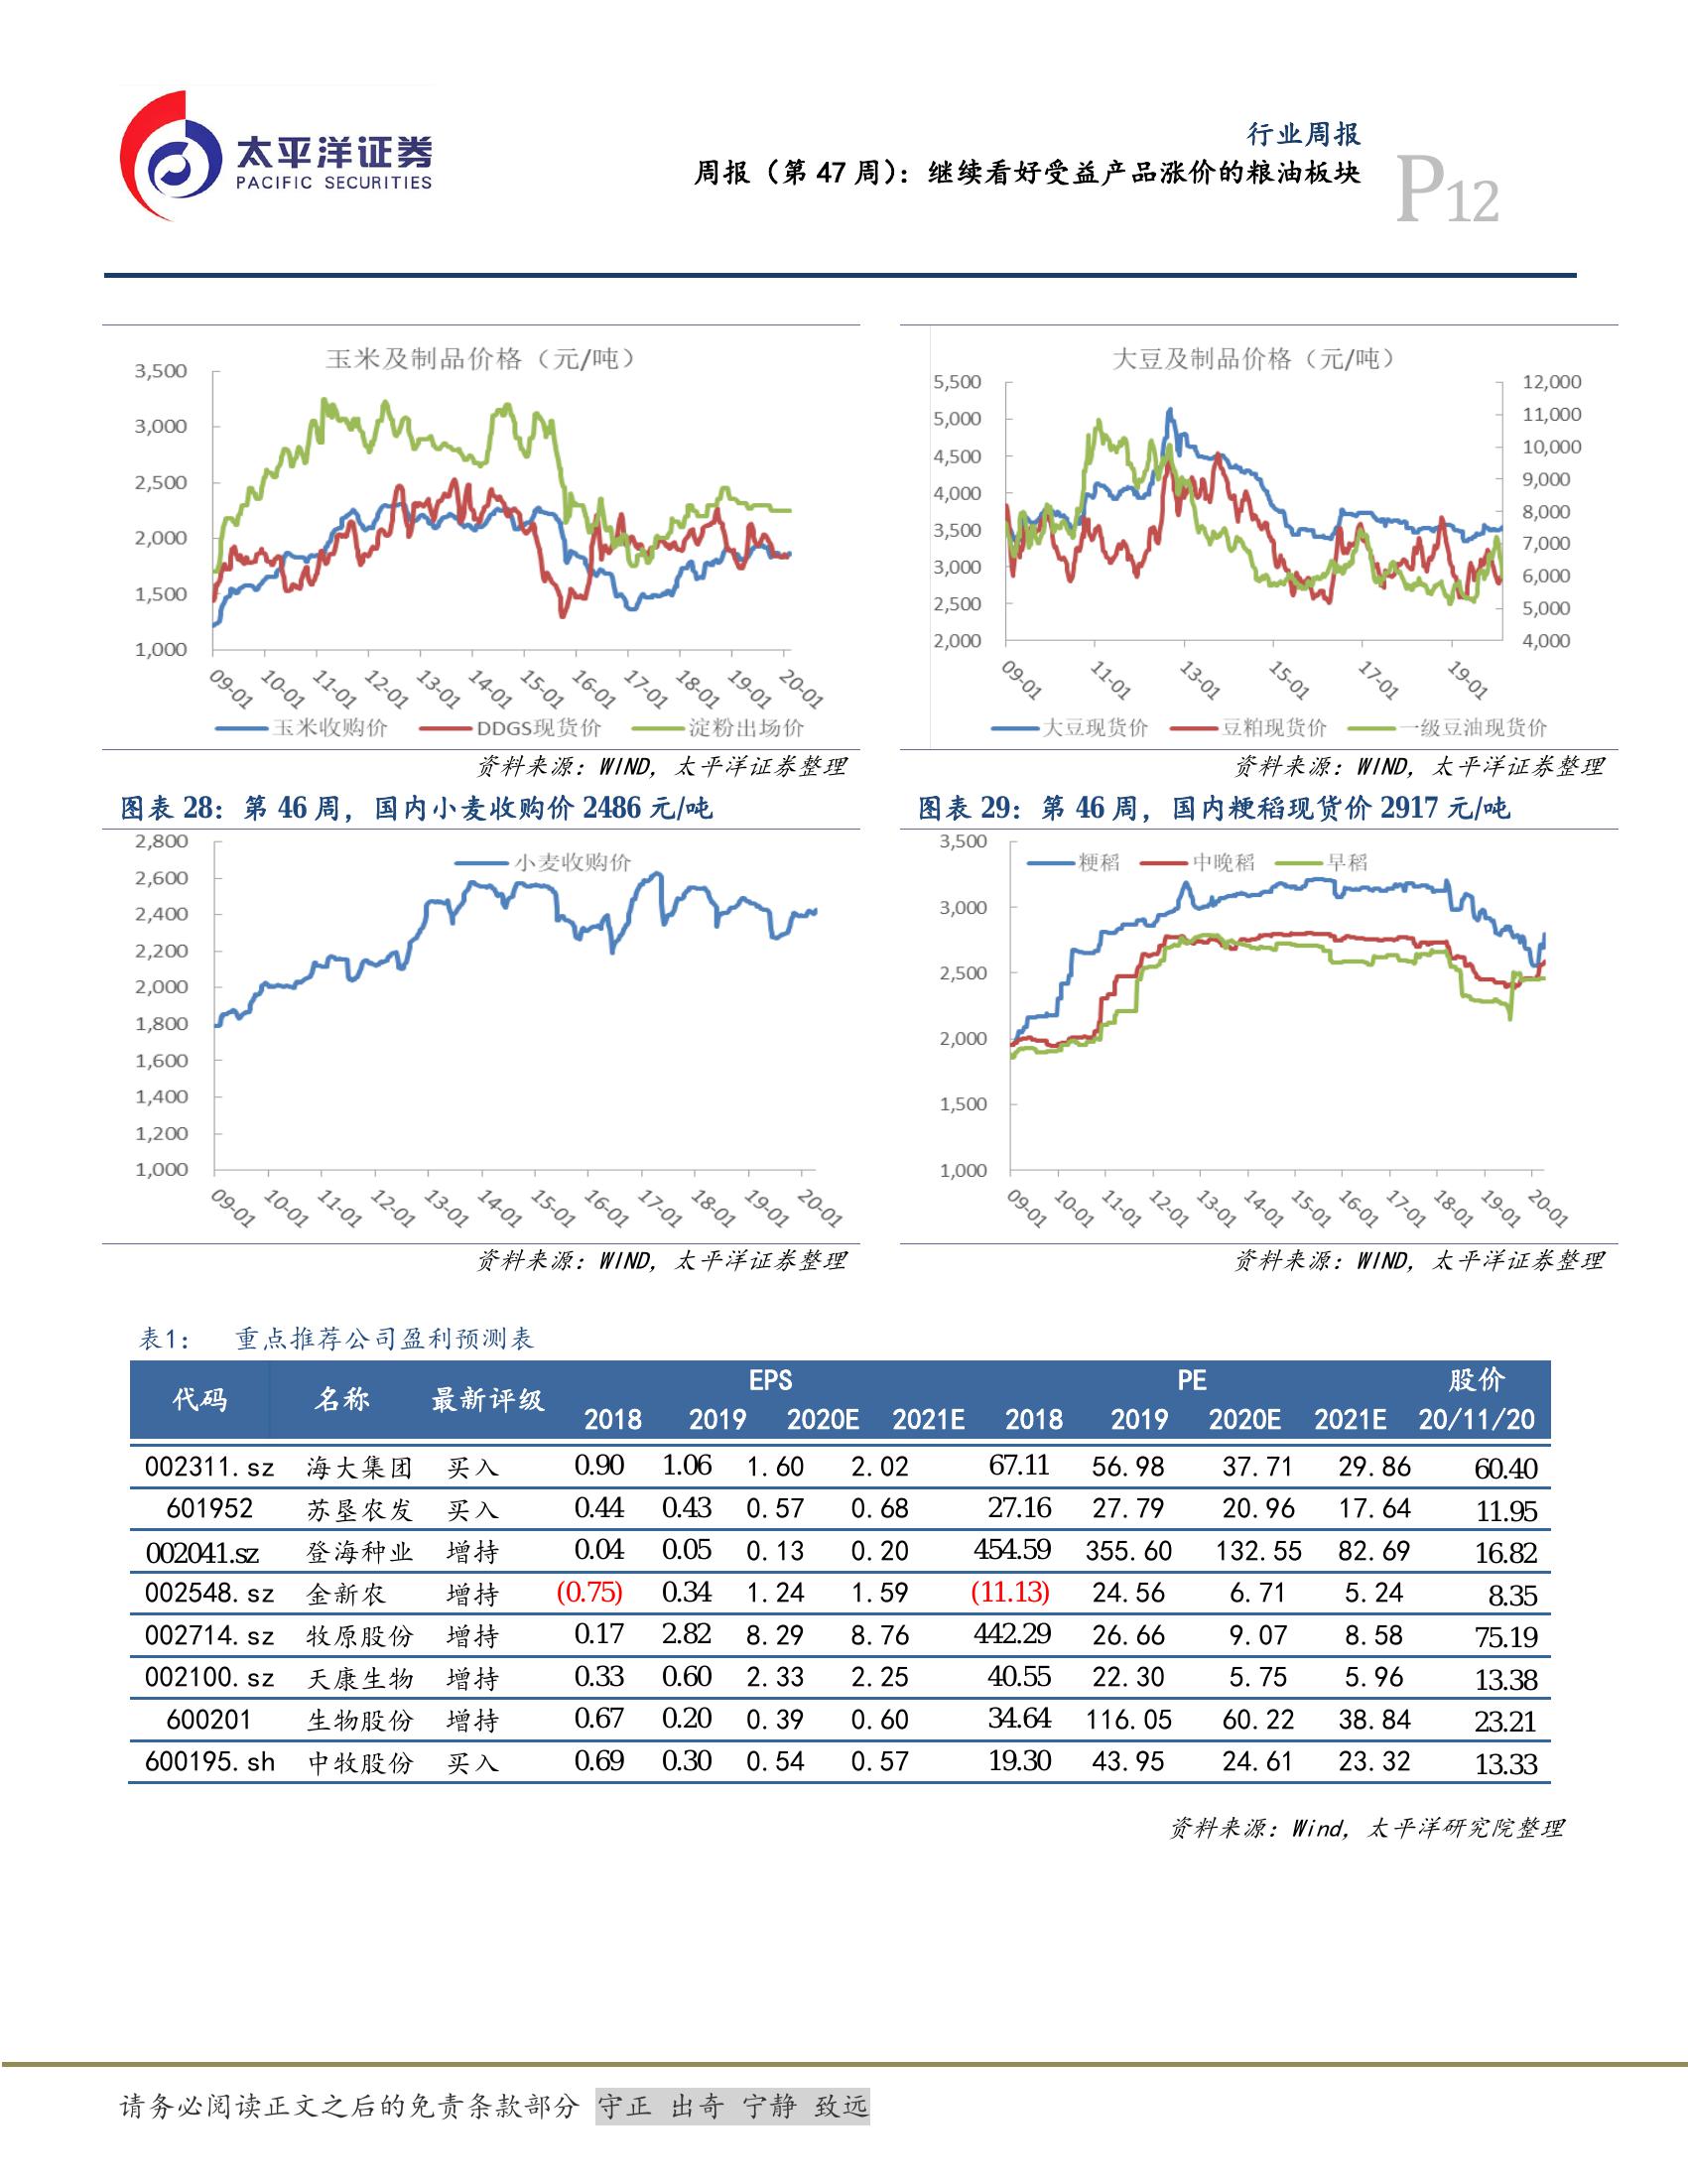 太平洋证券
PACIFIC SECURITIES
行业周报
周报（第 47 周）：继续看好受益产品涨价的粮油板块
P12
玉米及制品价格（元/吨）
3,500
3,000
2,500
2,000
1,500
1,000
09-01 10-01 11-01 12-01 13-01 14-01 15-01 16-01 17-01 18-01 19-01 20-01
玉米收购价 DDGS现货价 淀粉出场价
资料来源：WIND，太平洋证券整理
大豆及制品价格（元/吨）
5,500 12,000
5,000 11,000
4,500 10,000
4,000 9,000
3,500 8,000
3,000 7,000
2,500 6,000
2,000 5,000
4,000
09-01 11-01 13-01 15-01 17-01 19-01
大豆现货价 豆粕现货价 一级豆油现货价
资料来源：WIND，太平洋证券整理
图表 28：第 46 周，国内小麦收购价 2486 元/吨
小麦收购价
2,800
2,600
2,400
2,200
2,000
1,800
1,600
1,400
1,200
1,000
09-01 10-01 11-01 12-01 13-01 14-01 15-01 16-01 17-01 18-01 19-01 20-01
资料来源：WIND，太平洋证券整理
图表 29：第 46 周，国内粳稻现货价 2917 元/吨
粳稻 中晚稻 早稻
3,500
3,000
2,500
2,000
1,500
1,000
09-01 10-01 11-01 12-01 13-01 14-01 15-01 16-01 17-01 18-01 19-01 20-01
资料来源：WIND，太平洋证券整理
表1： 重点推荐公司盈利预测表
代码 名称 最新评级 EPS PE 股价
2018 2019 2020E 2021E 2018 2019 2020E 2021E 20/11/20
002311.sz 海大集团 买入 0.90 1.06 1.60 2.02 67.11 56.98 37.71 29.86 60.40
601952 苏垦农发 买入 0.44 0.43 0.57 0.68 27.16 27.79 20.96 17.64 11.95
002041.sz 登海种业 增持 0.04 0.05 0.13 0.20 454.59 355.60 132.55 82.69 16.82
002548.sz 金新农 增持 (0.75) 0.34 1.24 1.59 (11.13) 24.56 6.71 5.24 8.35
002714.sz 牧原股份 增持 0.17 2.82 8.29 8.76 442.29 26.66 9.07 8.58 75.19
002100.sz 天康生物 增持 0.33 0.60 2.33 2.25 40.55 22.30 5.75 5.96 13.38
600201 生物股份 增持 0.67 0.20 0.39 0.60 34.64 116.05 60.22 38.84 23.21
600195.sh 中牧股份 买入 0.69 0.30 0.54 0.57 19.30 43.95 24.61 23.32 13.33
资料来源：Wind，太平洋研究院整理
请务必阅读正文之后的免责条款部分 守正 出奇 宁静 致远